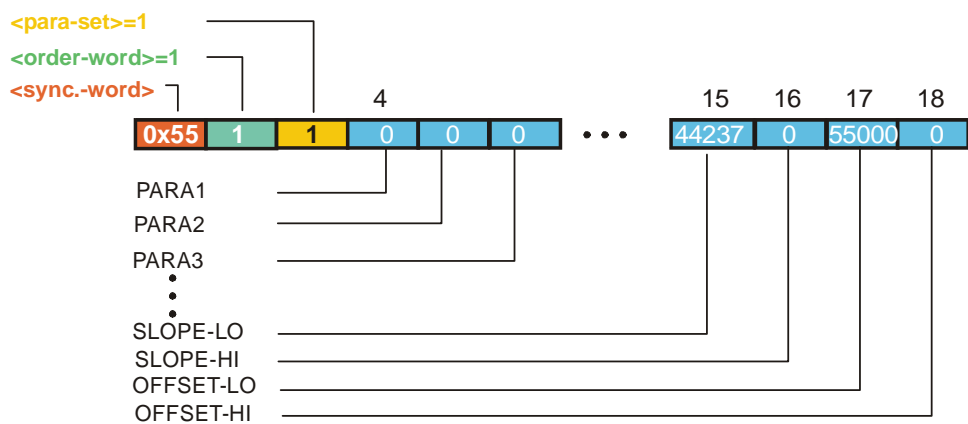 <para-set>=1
<order-word>=1
<sync.-word>
4 15 16 17 18
0x55 1 1 0 0 0 ••• 44237 0 55000 0
PARA1
PARA2
PARA3
SLOPE-LO
SLOPE-HI
OFFSET-LO
OFFSET-HI